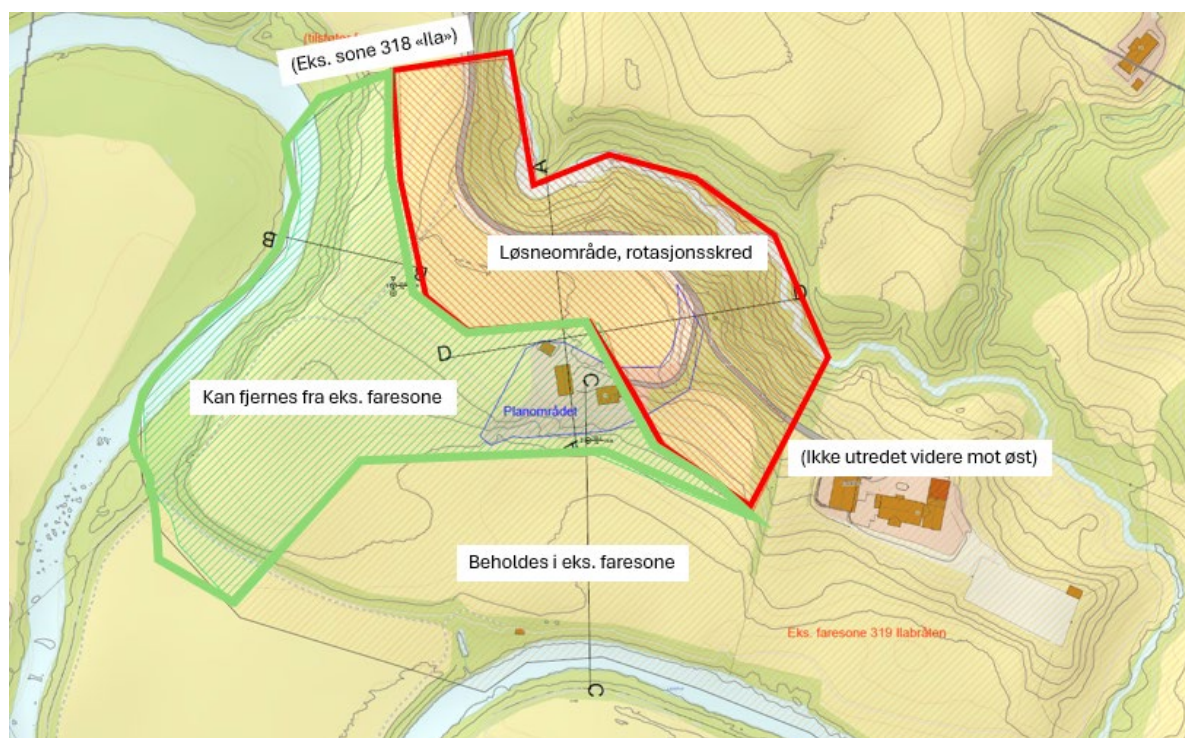 (Eks. sone 318 «Ila»)
A
Løsneområde, rotasjonsskred
B
B
D
D
C
Kan fjernes fra eks. faresone
Planområdet
A
(Ikke utredet videre mot øst)
Beholdes i eks. faresone
Eks. faresone 319 Ilabråten
C